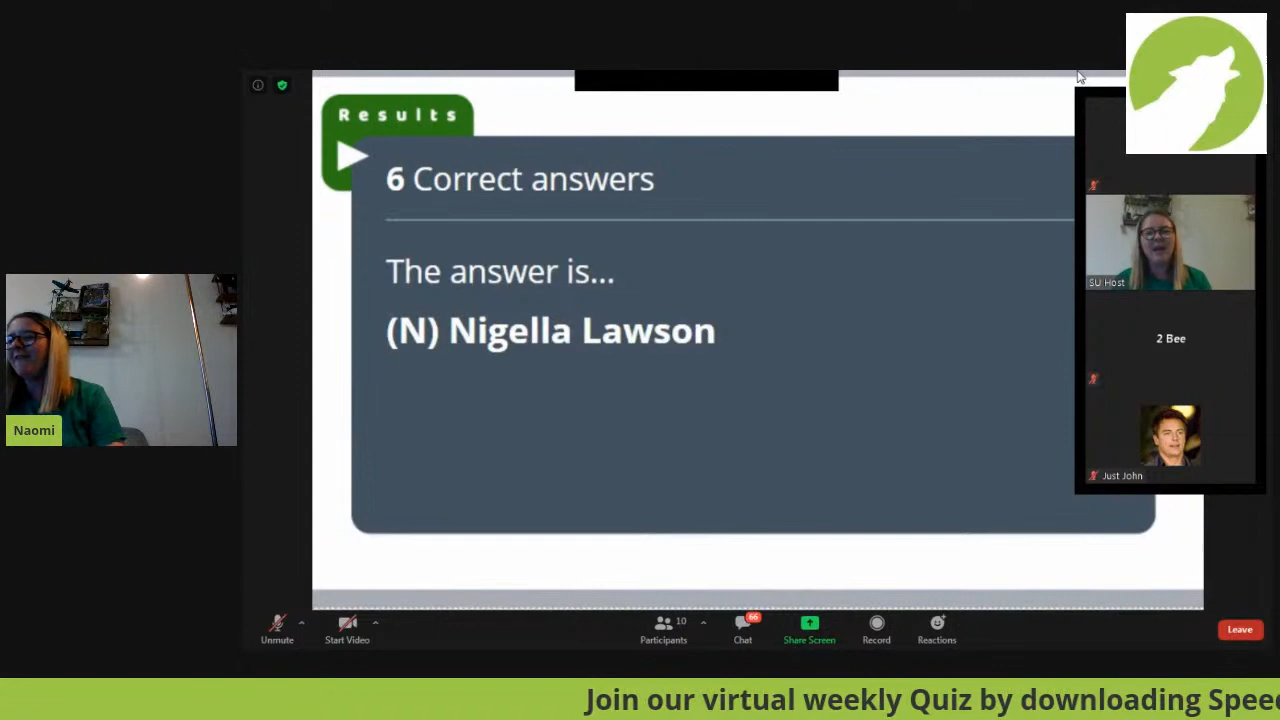 Results
6 Correct answers
The answer is...
(N) Nigella Lawson
SU Host
2 Bee
Just John
Naomi
Unmute
Start Video
10
Participants
66
Chat
Share Screen
Record
Reactions
Leave
Join our virtual weekly Quiz by downloading Speed